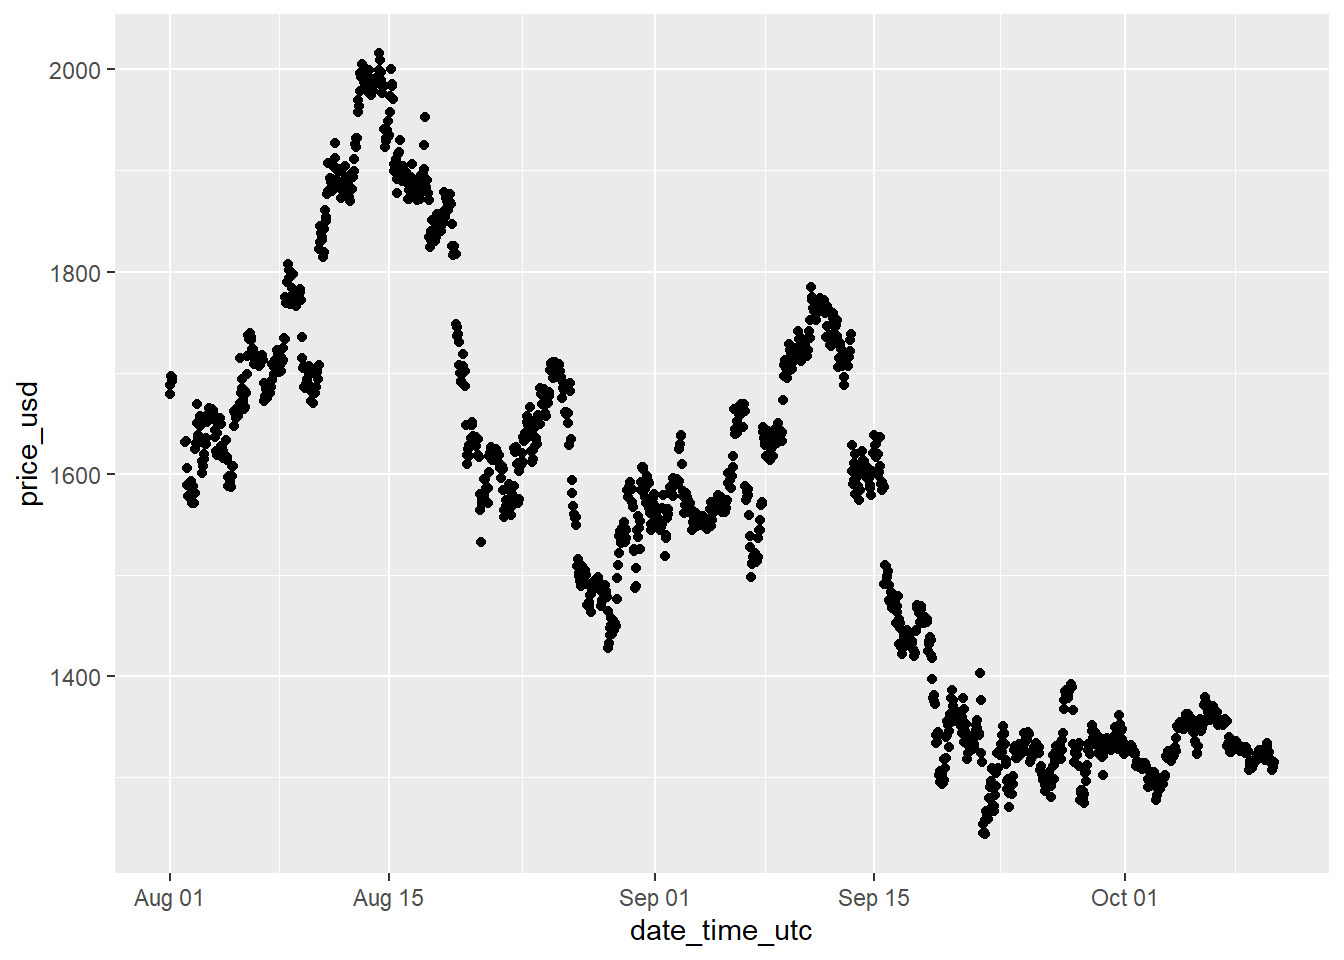 2000
1800
1600
1400
price_usd
Aug 01
Aug 15
Sep 01
Sep 15
Oct 01
date_time_utc